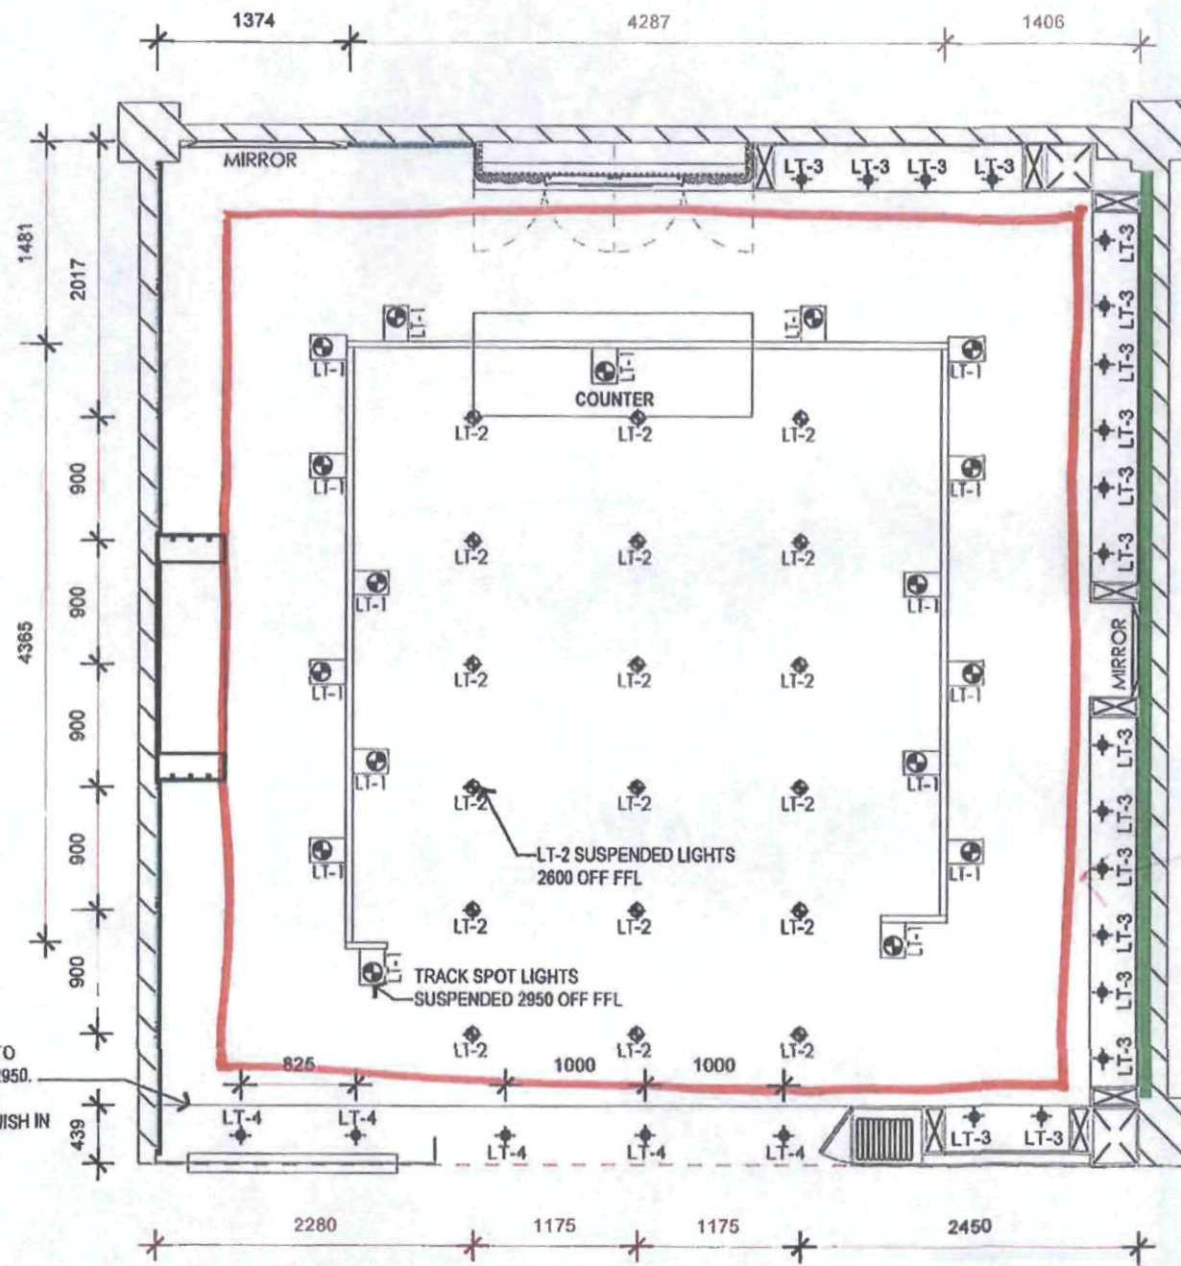 1374
4287
1406
MIRROR
LT-3
LT-3
LT-3
LT-3
1481
2017
LT-3
LT-3
LT-3
LT-3
LT-3
LT-3
LT-1
LT-1
LT-1
LT-1
LT-1
COUNTER
LT-2
LT-2
LT-2
900
LT-1
LT-1
LT-2
LT-2
LT-2
900
4365
LT-1
LT-1
MIRROR
LT-2
LT-2
LT-2
LT-1
LT-1
900
LT-3
LT-1
LT-1
LT-2
LT-2
LT-2
LT-3
900
LT-2 SUSPENDED LIGHTS
2600 OFF FFL
LT-1
LT-1
LT-3
LT-2
LT-2
LT-2
LT-3
900
LT-1
LT-1
TRACK SPOT LIGHTS
SUSPENDED 2950 OFF FFL
LT-3
LT-2
LT-2
LT-2
LT-3
TO
2950.
825
1000
1000
ISH IN
439
LT-4
LT-4
LT-4
LT-4
LT-4
LT-3
LT-3
2280
1175
1175
2450